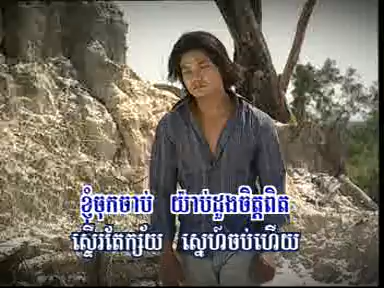 ខ្ញុំចុកចាប់ យ៉ាប់ដួងចិត្តពិត
ស្ទើរតែក្ស័យ ស្នេហ៍ចប់ហើយ